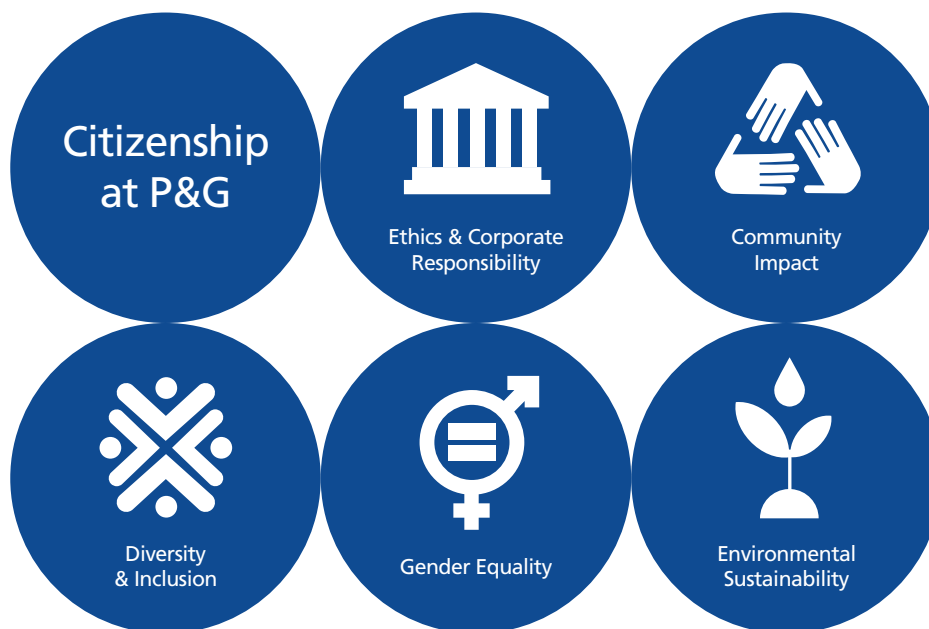 Citizenship
at P&G
Ethics & Corporate
Responsibility
Community
Impact
Diversity
& Inclusion
Gender Equality
Environmental
Sustainability